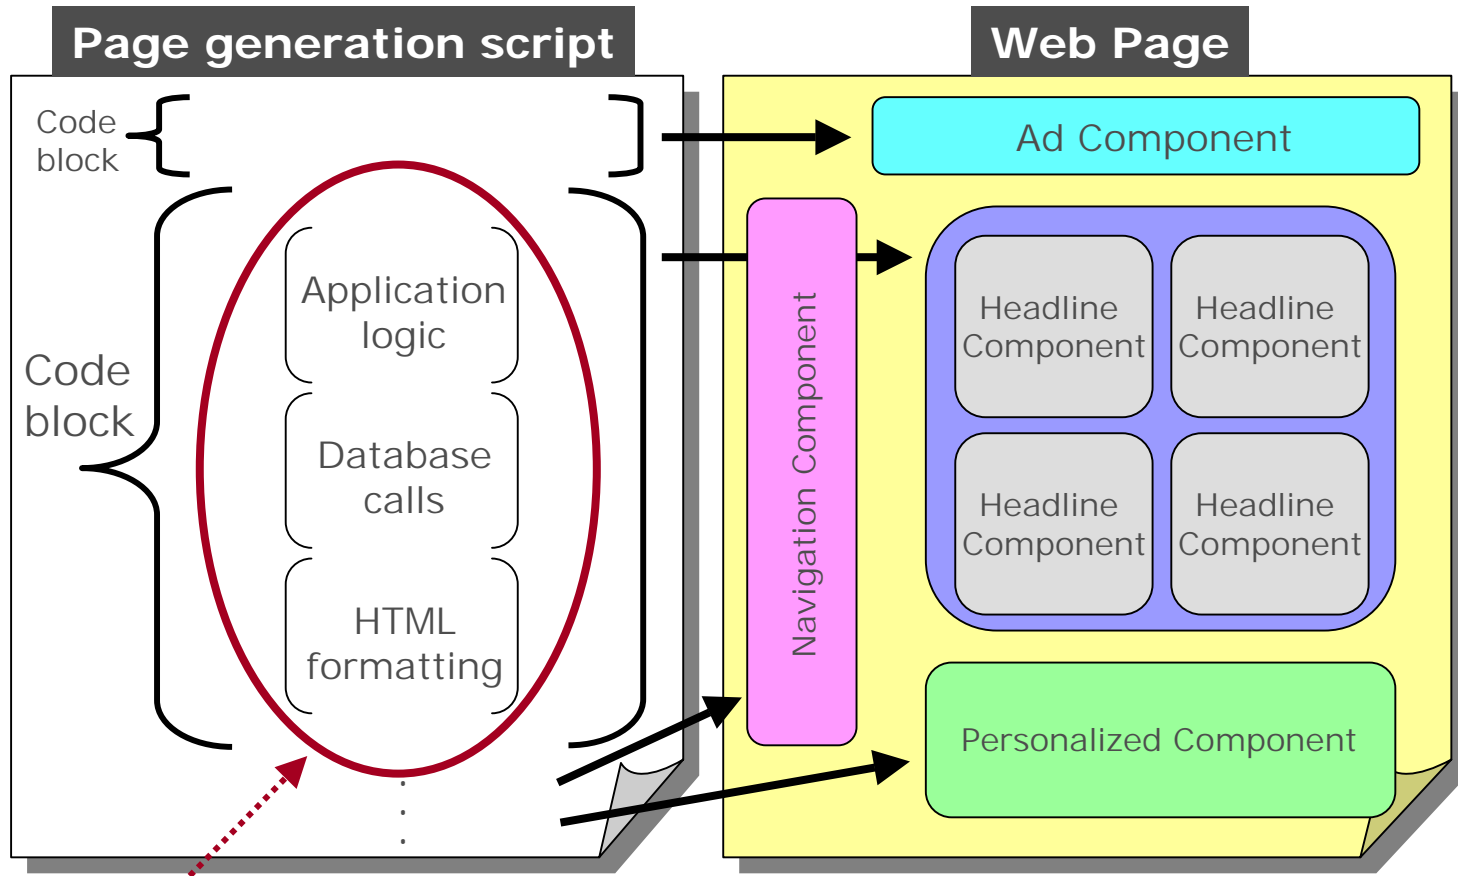 Page generation script
Code
block
Application
logic
Code
block
Database
calls
HTML
formatting
Web Page
Ad Component
Navigation Component
Headline
Component
Headline
Component
Headline
Component
Headline
Component
Personalized Component